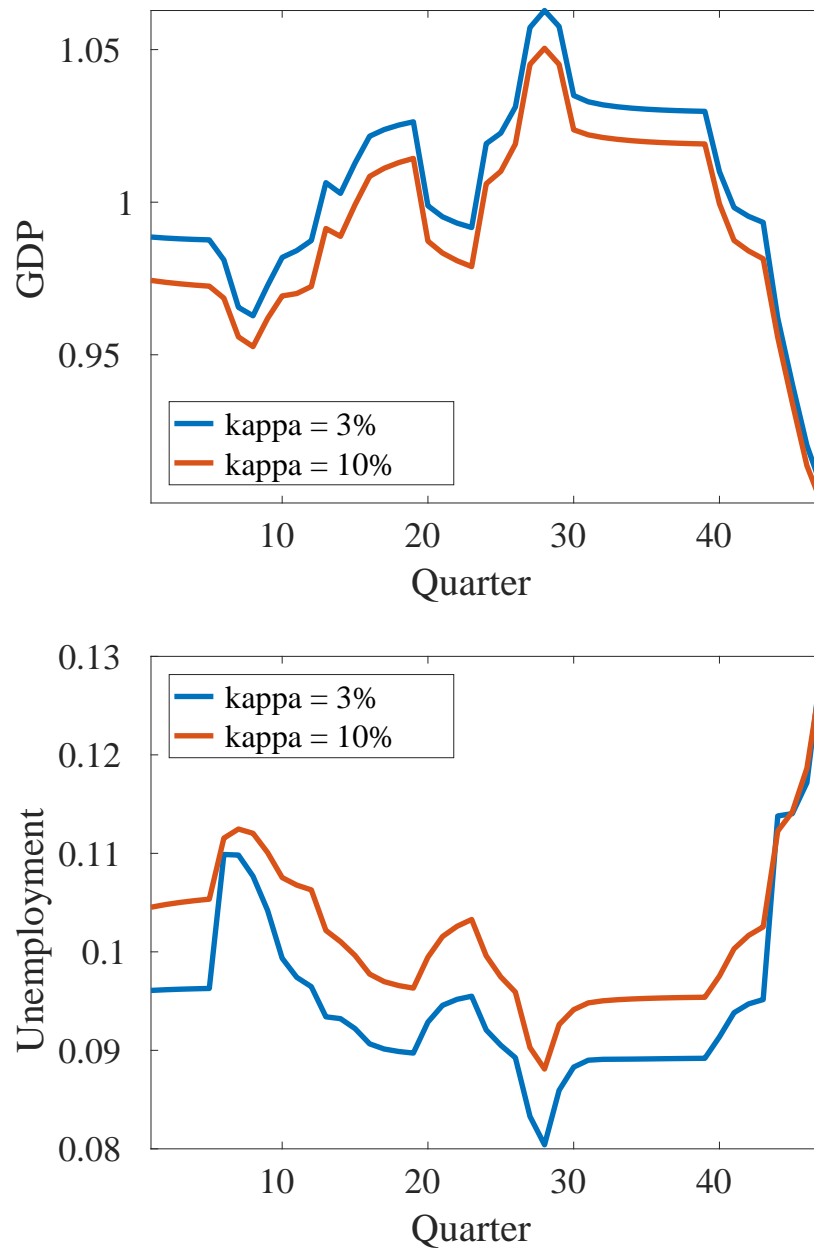 1.05
1
0.95
GDP
kappa = 3%
kappa = 10%
10 20 30 40
Quarter
0.13
0.12
0.11
0.1
0.09
0.08
Unemployment
kappa = 3%
kappa = 10%
10 20 30 40
Quarter